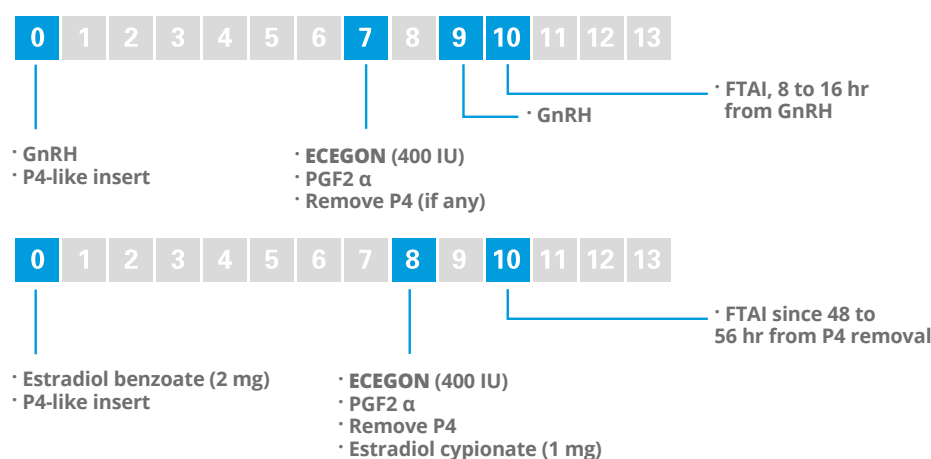 0 1 2 3 4 5 6 7 8 9 10 11 12 13
· FTAI, 8 to 16 hr
from GnRH
· GnRH
· GnRH
· P4-like insert
· ECEGON (400 IU)
· PGF2 α
· Remove P4 (if any)
0 1 2 3 4 5 6 7 8 9 10 11 12 13
· FTAI since 48 to
56 hr from P4 removal
· Estradiol benzoate (2 mg)
· P4-like insert
· ECEGON (400 IU)
· PGF2 α
· Remove P4
· Estradiol cypionate (1 mg)